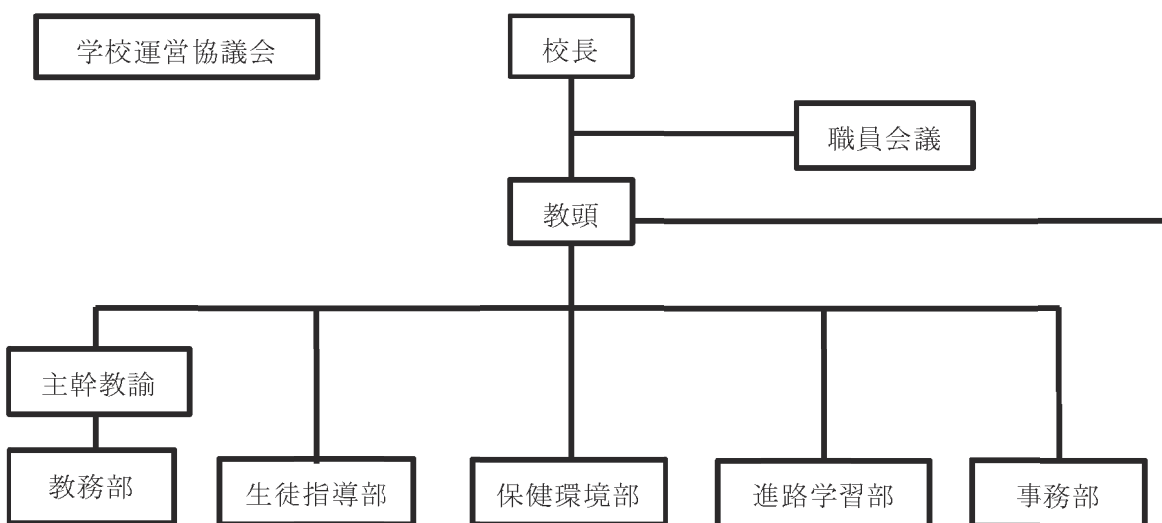 学校運営協議会
校長
職員会議
教頭
主幹教諭
教務部
生徒指導部
保健環境部
進路学習部
事務部